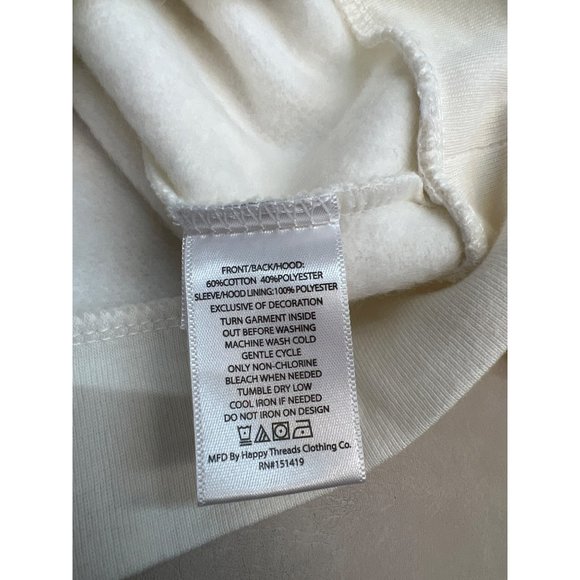 FRONT/BACK/HOOD:
60%COTTON 40%POLYESTER
SLEEVE/HOOD LINING:100% POLYESTER
EXCLUSIVE OF DECORATION
TURN GARMENT INSIDE
OUT BEFORE WASHING
MACHINE WASH COLD
GENTLE CYCLE
ONLY NON-CHLORINE
BLEACH WHEN NEEDED
TUMBLE DRY LOW
COOL IRON IF NEEDED
DO NOT IRON ON DESIGN
MFD By Happy Threads Clothing Co.
RN#151419